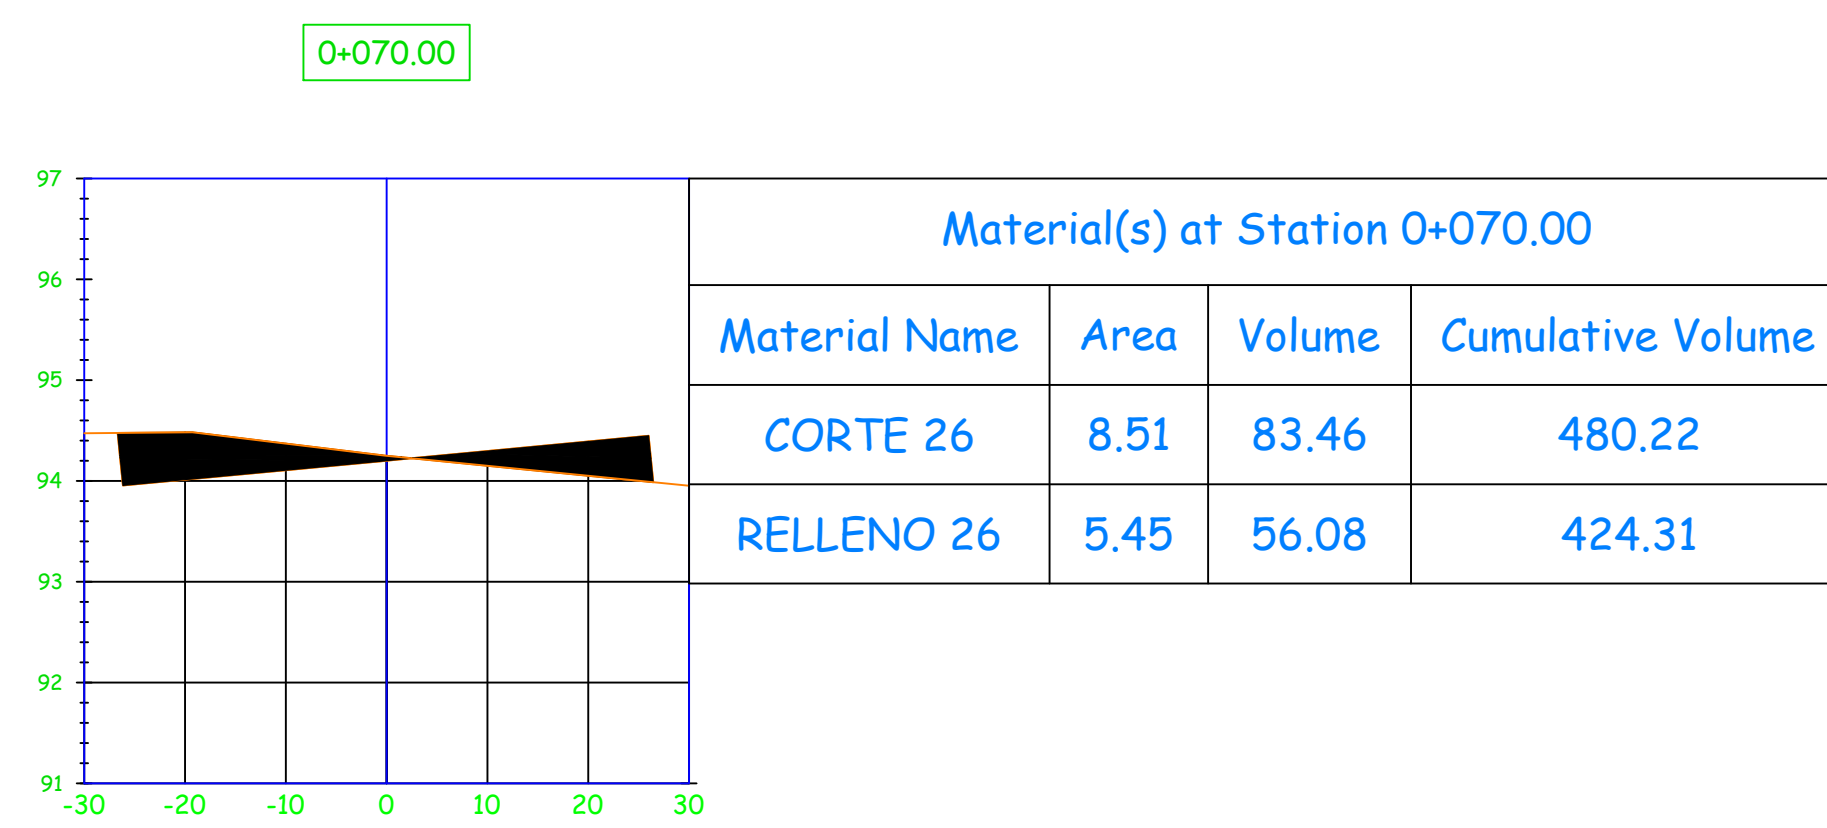 0+070.00
97
96
95
94
93
92
91
-30 -20 -10 0 10 20 30
Material(s) at Station 0+070.00
Material Name Area Volume Cumulative Volume
CORTE 26 8.51 83.46 480.22
RELLENO 26 5.45 56.08 424.31